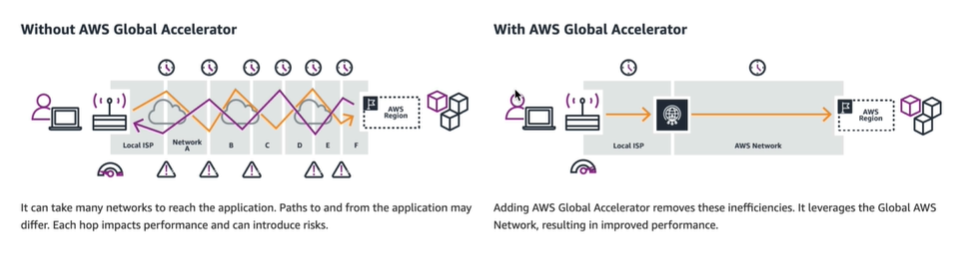 Without AWS Global Accelerator
Local ISP
Network
A
B
C
D
E
F
AWS
Region
It can take many networks to reach the application. Paths to and from the application may
differ. Each hop impacts performance and can introduce risks.
With AWS Global Accelerator
Local ISP
AWS Network
AWS
Region
Adding AWS Global Accelerator removes these inefficiencies. It leverages the Global AWS
Network, resulting in improved performance.